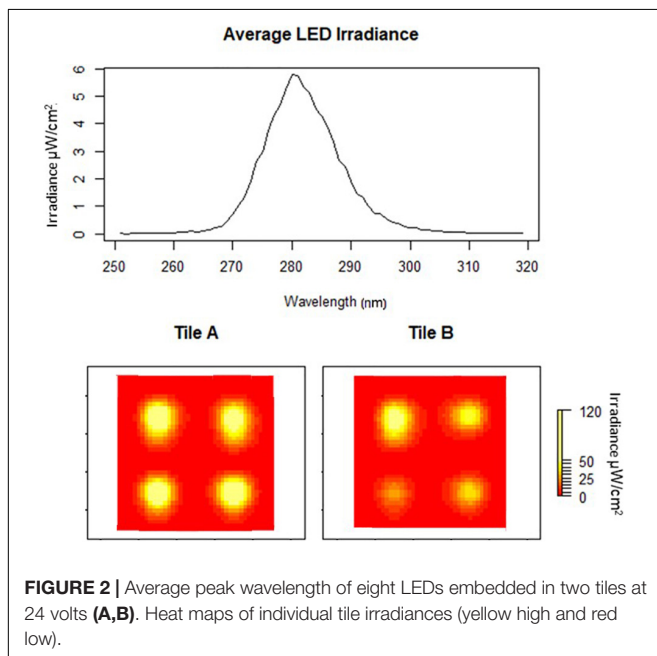 Average LED Irradiance
Irradiance µW/cm².
6
5
4
3
2
1
0
250 260 270 280 290 300 310 320
Wavelength (nm)
Tile A
Tile B
120
50
25
0
Irradiance µW/cm²
FIGURE 2 | Average peak wavelength of eight LEDs embedded in two tiles at
24 volts (A,B). Heat maps of individual tile irradiances (yellow high and red
low).